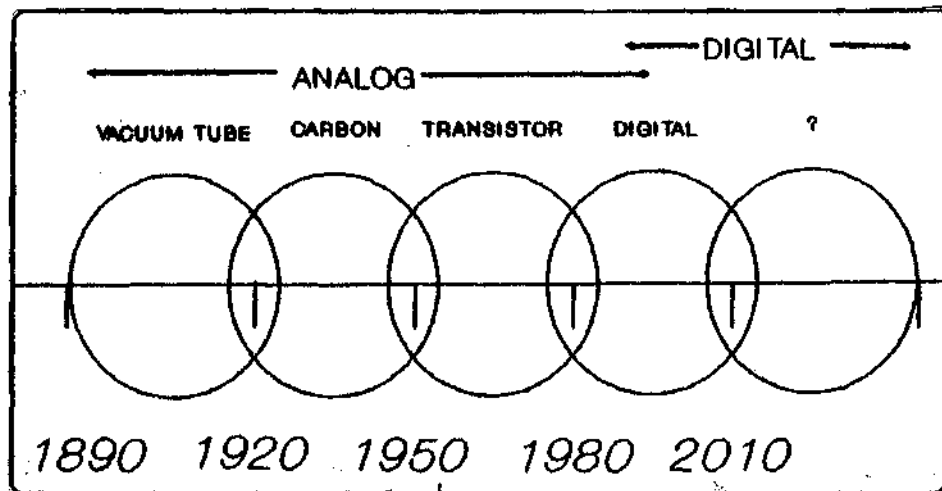 DIGITAL
ANALOG
VACUUM TUBE CARBON TRANSISTOR DIGITAL ?
1890 1920 1950 1980 2010